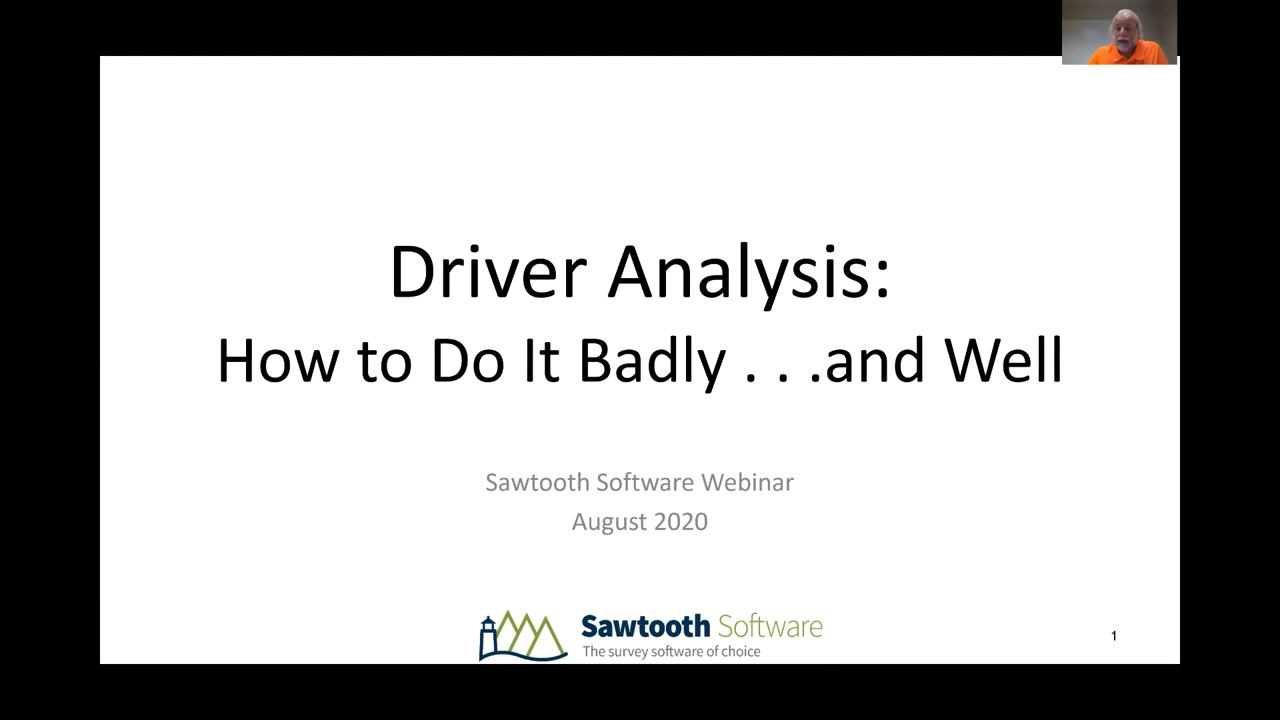 Driver Analysis:
How to Do It Badly . . .and Well
Sawtooth Software Webinar
August 2020
Sawtooth Software
The survey software of choice
1